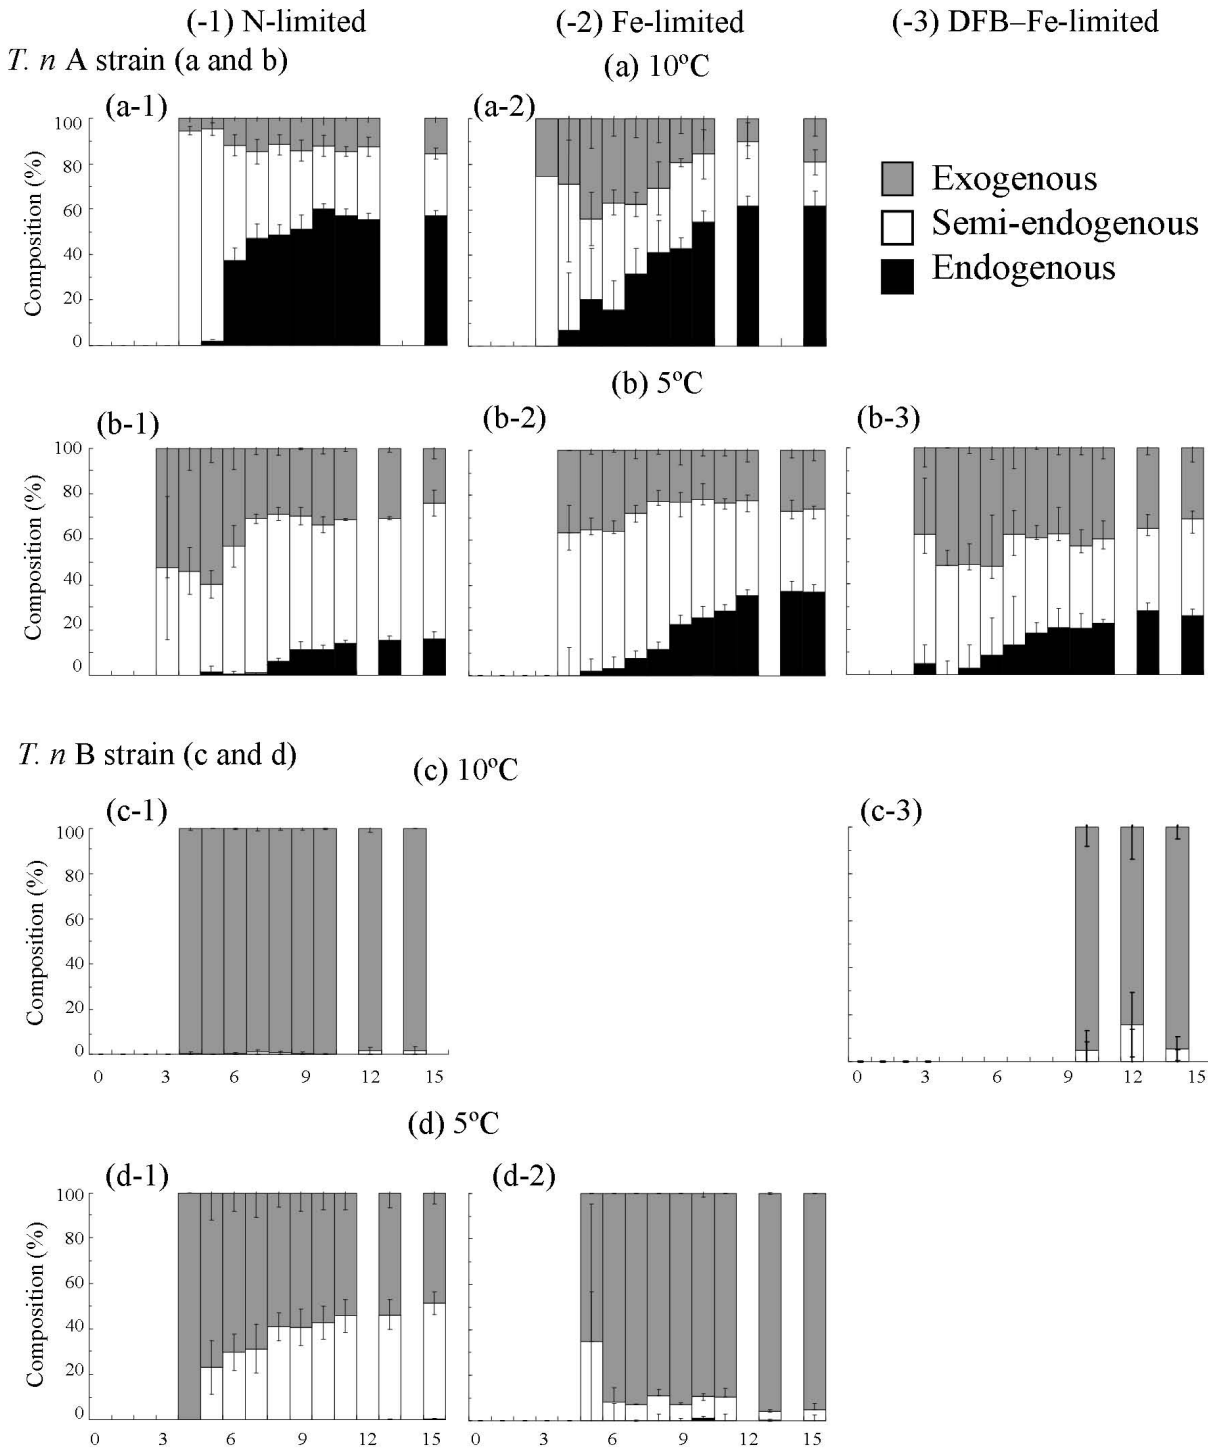 (-1) N-limited (-2) Fe-limited (-3) DFB–Fe-limited
T. n A strain (a and b) (a) 10ºC
(a-1) (a-2)
100
80
60
40
20
0
Composition (%)
Exogenous
Semi-endogenous
Endogenous
(b) 5ºC
(b-1) (b-2) (b-3)
100
80
60
40
20
0
Composition (%)
T. n B strain (c and d) (c) 10ºC
(c-1) (c-3)
100
80
60
40
20
0
Composition (%)
0 3 6 9 12 15 0 3 6 9 12 15
(d) 5ºC
(d-1) (d-2)
100
80
60
40
20
0
Composition (%)
0 3 6 9 12 15 0 3 6 9 12 15